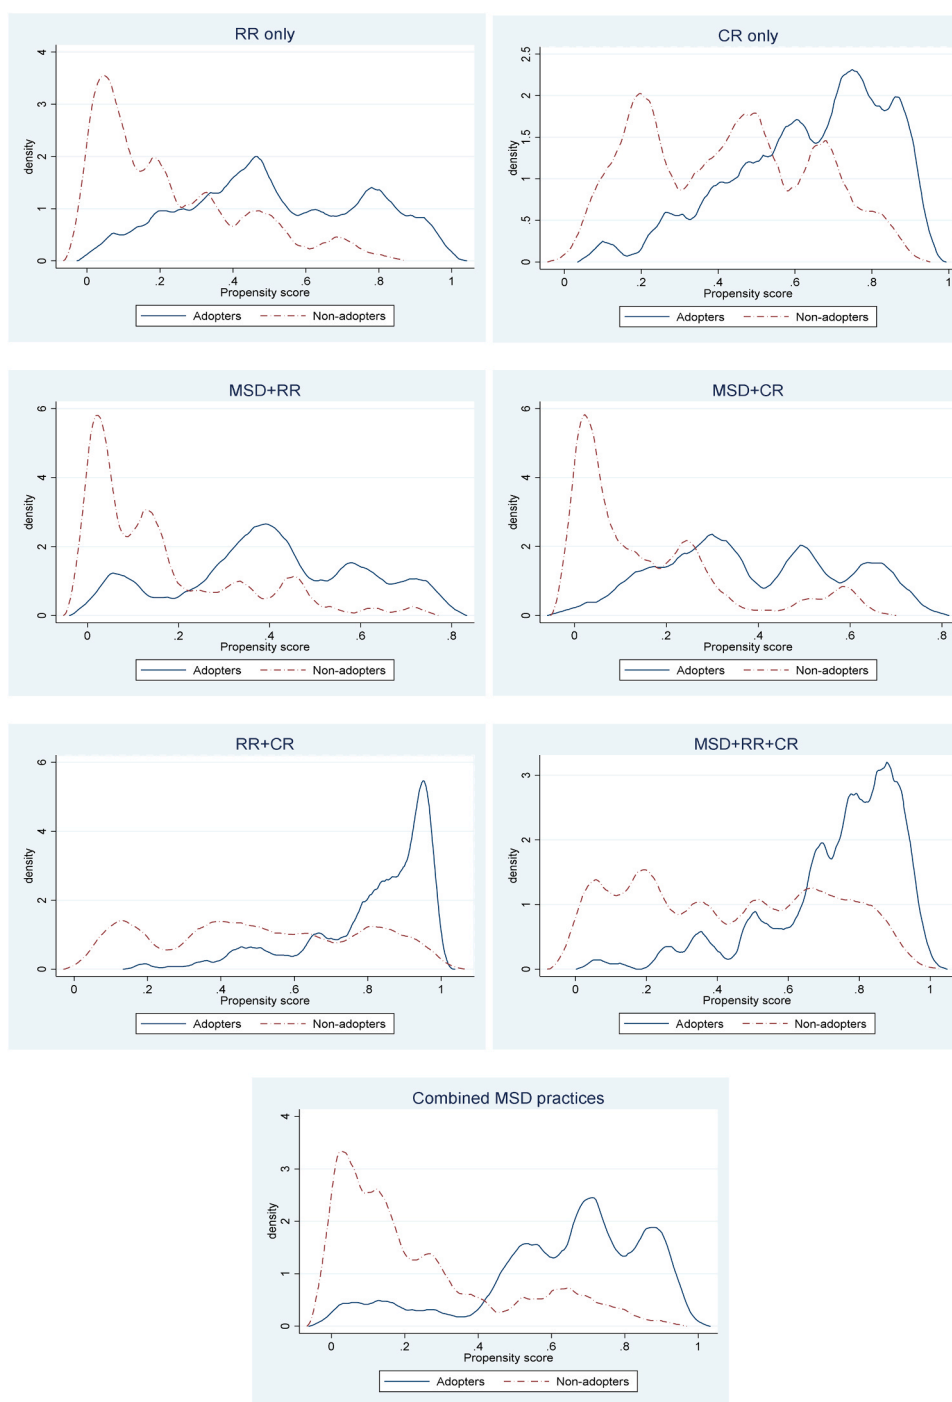 RR only
4
3
2
1
0
density
0 .2 .4 .6 .8 1
Propensity score
Adopters Non-adopters
CR only
2.5
2
1.5
1
.5
0
density
0 .2 .4 .6 .8 1
Propensity score
Adopters Non-adopters
MSD+RR
6
4
2
0
density
0 .2 .4 .6 .8
Propensity score
Adopters Non-adopters
MSD+CR
6
4
2
0
density
0 .2 .4 .6 .8
Propensity score
Adopters Non-adopters
RR+CR
6
4
2
0
density
0 .2 .4 .6 .8 1
Propensity score
Adopters Non-adopters
MSD+RR+CR
3
2
1
0
density
0 .2 .4 .6 .8 1
Propensity score
Adopters Non-adopters
Combined MSD practices
4
3
2
1
0
density
0 .2 .4 .6 .8 1
Propensity score
Adopters Non-adopters